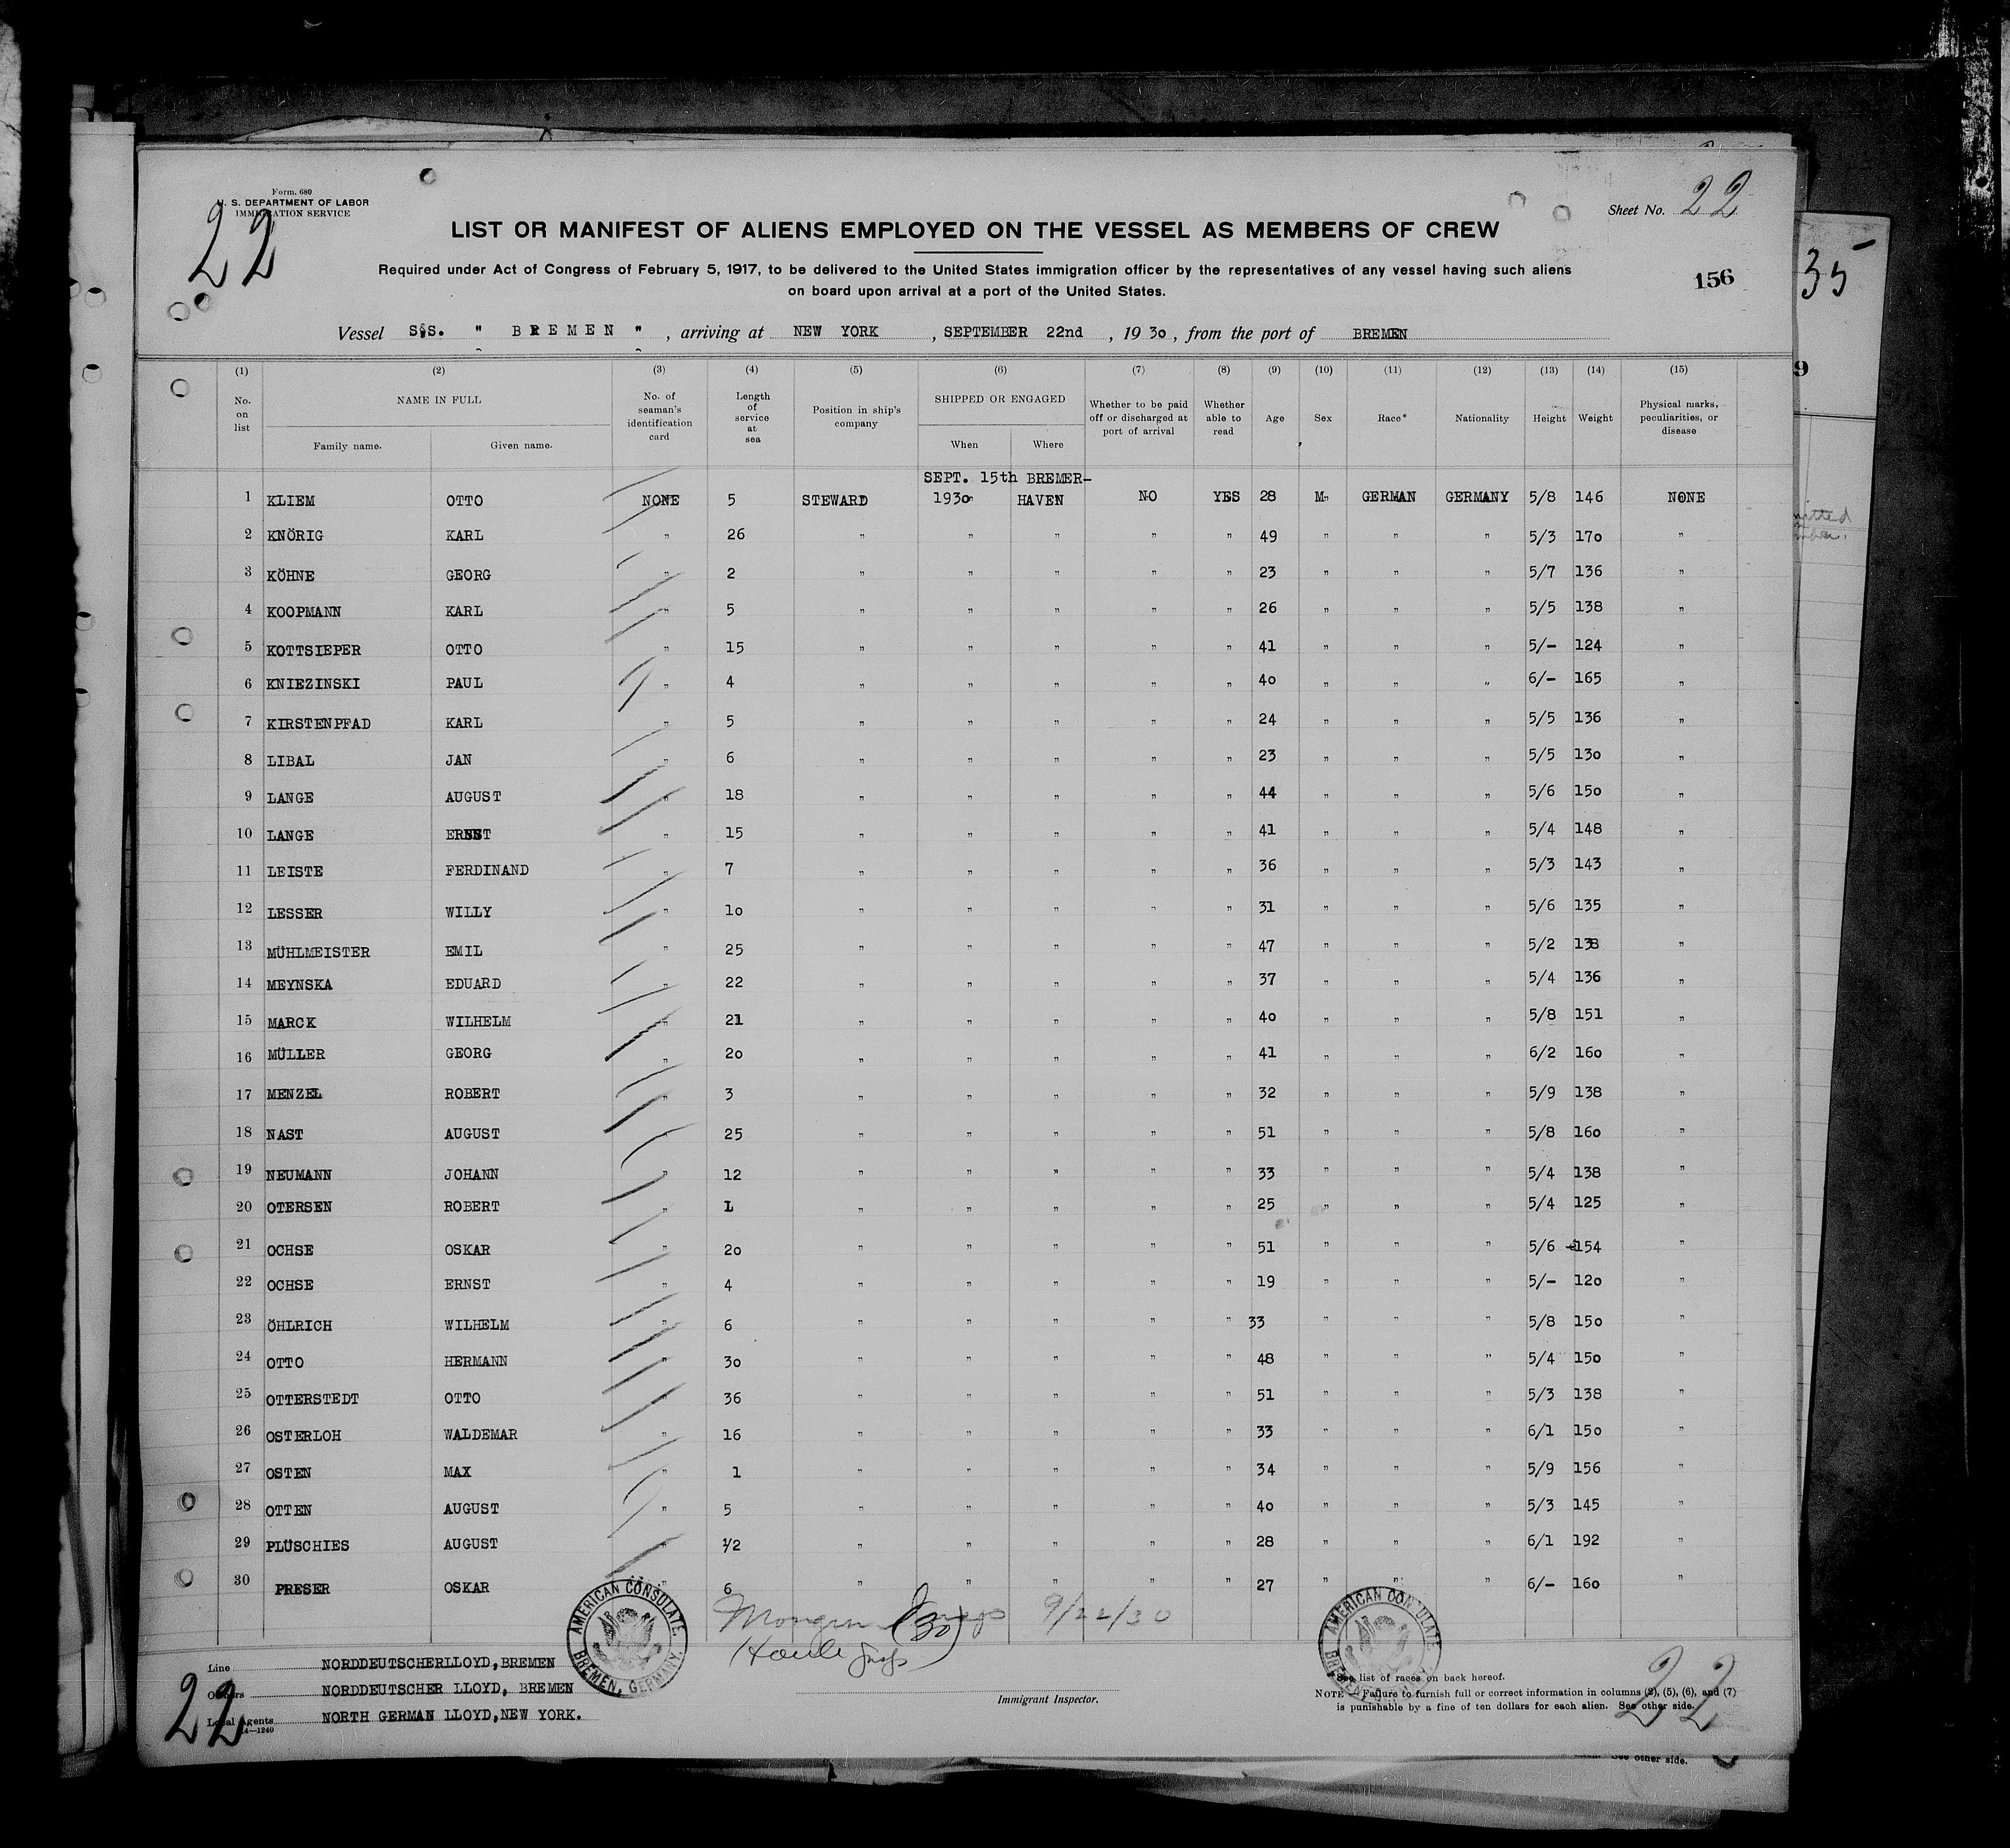 Form. 680
U. S. DEPARTMENT OF LABOR
IMMIGRATION SERVICE
22
Sheet No. 22
LIST OR MANIFEST OF ALIENS EMPLOYED ON THE VESSEL AS MEMBERS OF CREW
Required under Act of Congress of February 5, 1917, to be delivered to the United States immigration officer by the representatives of any vessel having such aliens
on board upon arrival at a port of the United States.
156
35
9
Vessel S.S. " BREMEN " , arriving at NEW YORK , SEPTEMBER 22nd , 19 30 , from the port of BREMEN
(1) (2) (3) (4) (5) (6) (7) (8) (9) (10) (11) (12) (13) (14) (15)
No. on list NAME IN FULL Family name. Given name. No. of seaman's identification card Length of service at sea Position in ship's company SHIPPED OR ENGAGED When Where Whether to be paid off or discharged at port of arrival Whether able to read Age Sex Race* Nationality Height Weight Physical marks, peculiarities, or disease
SEPT. 15th BREMER-
1 KLIEM OTTO NONE 5 STEWARD 1930 HAVEN NO YES 28 M GERMAN GERMANY 5/8 146 NONE
2 KNÖRIG KARL " 26 " " " " " 49 " " " 5/3 170 "
3 KÖHNE GEORG " 2 " " " " " 23 " " " 5/7 136 "
4 KOOPMANN KARL " 5 " " " " " 26 " " " 5/5 138 "
5 KOTTSIEPER OTTO " 15 " " " " " 41 " " " 5/- 124 "
6 KNIEZINSKI PAUL " 4 " " " " " 40 " " " 6/- 165 "
7 KIRSTENPFAD KARL " 5 " " " " " 24 " " " 5/5 136 "
8 LIBAL JAN " 6 " " " " " 23 " " " 5/5 130 "
9 LANGE AUGUST " 18 " " " " " 44 " " " 5/6 150 "
10 LANGE ERNST " 15 " " " " " 41 " " " 5/4 148 "
11 LEISTE FERDINAND " 7 " " " " " 36 " " " 5/3 143 "
12 LESSER WILLY " 10 " " " " " 31 " " " 5/6 135 "
13 MÜHLMEISTER EMIL " 25 " " " " " 47 " " " 5/2 138 "
14 MEYNSKA EDUARD " 22 " " " " " 37 " " " 5/4 136 "
15 MARCK WILHELM " 21 " " " " " 40 " " " 5/8 151 "
16 MÜLLER GEORG " 20 " " " " " 41 " " " 6/2 160 "
17 MENZEL ROBERT " 3 " " " " " 32 " " " 5/9 138 "
18 NAST AUGUST " 25 " " " " " 51 " " " 5/8 160 "
19 NEUMANN JOHANN " 12 " " " " " 33 " " " 5/4 138 "
20 OTERSEN ROBERT " L " " " " " 25 " " " 5/4 125 "
21 OCHSE OSKAR " 20 " " " " " 51 " " " 5/6 154 "
22 OCHSE ERNST " 4 " " " " " 19 " " " 5/- 120 "
23 ÖHLRICH WILHELM " 6 " " " " " 33 " " " 5/8 150 "
24 OTTO HERMANN " 30 " " " " " 48 " " " 5/4 150 "
25 OTTERSTEDT OTTO " 36 " " " " " 51 " " " 5/3 138 "
26 OSTERLOH WALDEMAR " 16 " " " " " 33 " " " 6/1 150 "
27 OSTEN MAX " 1 " " " " " 34 " " " 5/9 156 "
28 OTTEN AUGUST " 5 " " " " " 40 " " " 5/3 145 "
29 PLÜSCHIES AUGUST " 1/2 " " " " " 28 " " " 6/1 192 "
30 PRESER OSKAR " 6 " " " " " 27 " " " 6/- 160 "
9/22/30
(30)
AMERICAN CONSULATE. BREMEN, GERMANY.
AMERICAN CONSULATE
Line NORDDEUTSCHERLLOYD, BREMEN
Owners NORDDEUTSCHER LLOYD, BREMEN
Local Agents NORTH GERMAN LLOYD, NEW YORK.
14-1240
22
Immigrant Inspector.
See list of races on back hereof.
NOTE.—Failure to furnish full or correct information in columns (2), (5), (6), and (7)
is punishable by a fine of ten dollars for each alien. See other side.
22
See other side.